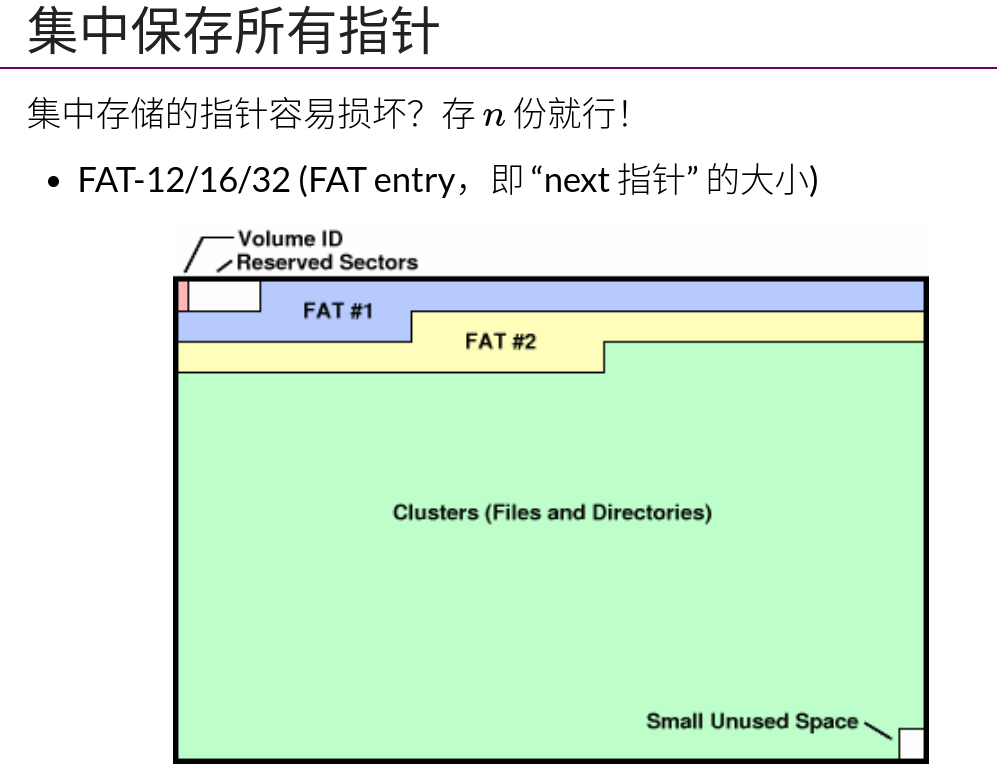 集中保存所有指针
集中存储的指针容易损坏？存 n 份就行！
• FAT-12/16/32 (FAT entry，即 “next 指针” 的大小)
Volume ID
Reserved Sectors
FAT #1
FAT #2
Clusters (Files and Directories)
Small Unused Space